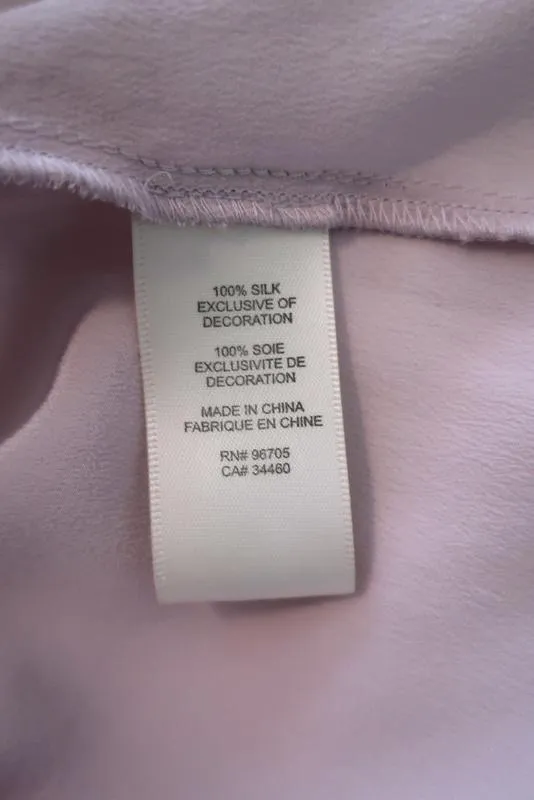 100% SILK
EXCLUSIVE OF
DECORATION
100% SOIE
EXCLUSIVITE DE
DECORATION
MADE IN CHINA
FABRIQUE EN CHINE
RN# 96705
CA# 34460